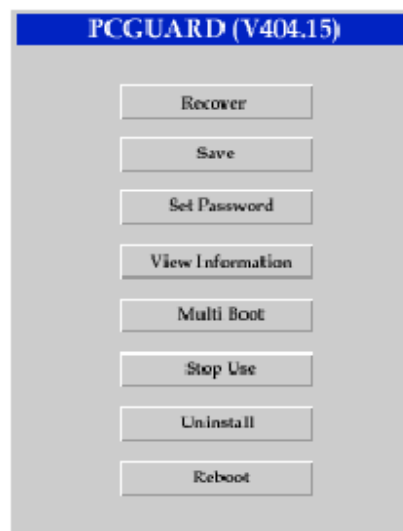 PCGUARD (V404.15)
Recover
Save
Set Password
View Information
Multi Boot
Stop Use
Uninstall
Reboot